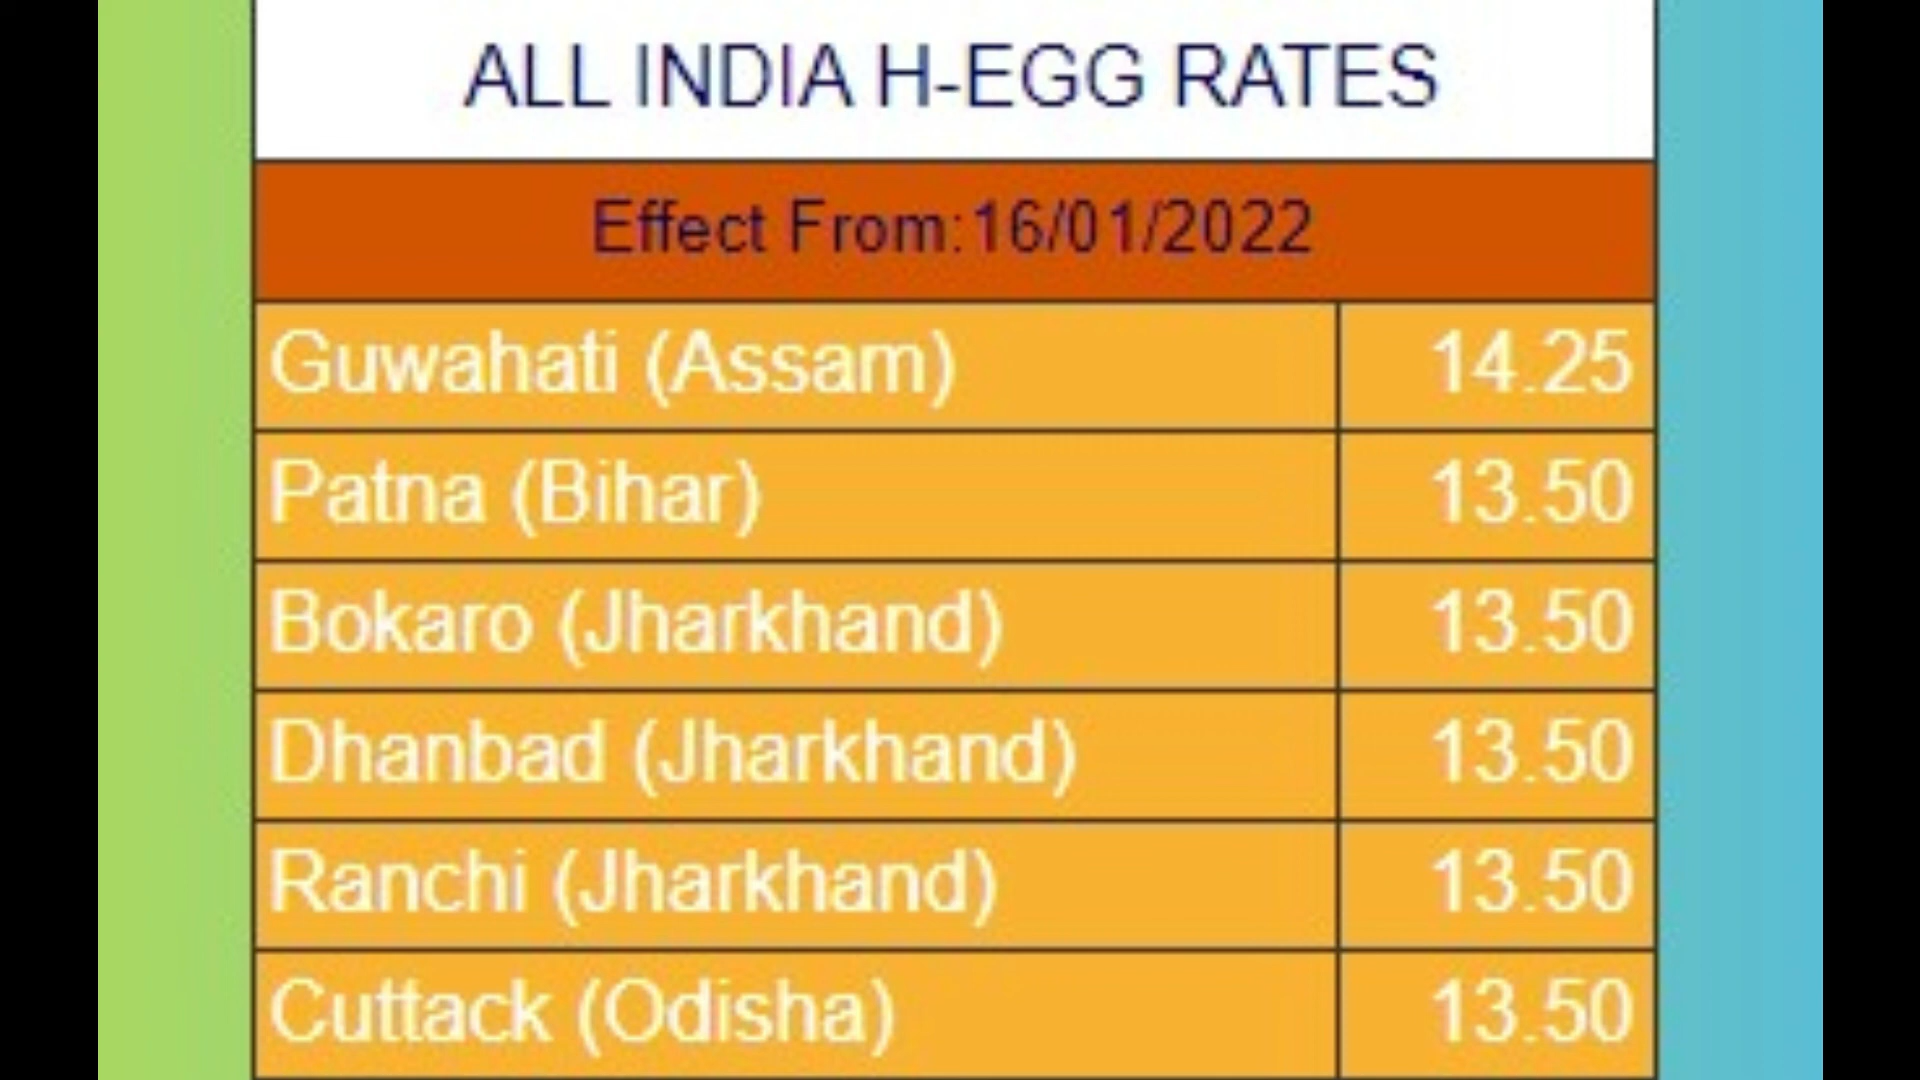 ALL INDIA H-EGG RATES
Effect From:16/01/2022
Guwahati (Assam) 14.25
Patna (Bihar) 13.50
Bokaro (Jharkhand) 13.50
Dhanbad (Jharkhand) 13.50
Ranchi (Jharkhand) 13.50
Cuttack (Odisha) 13.50